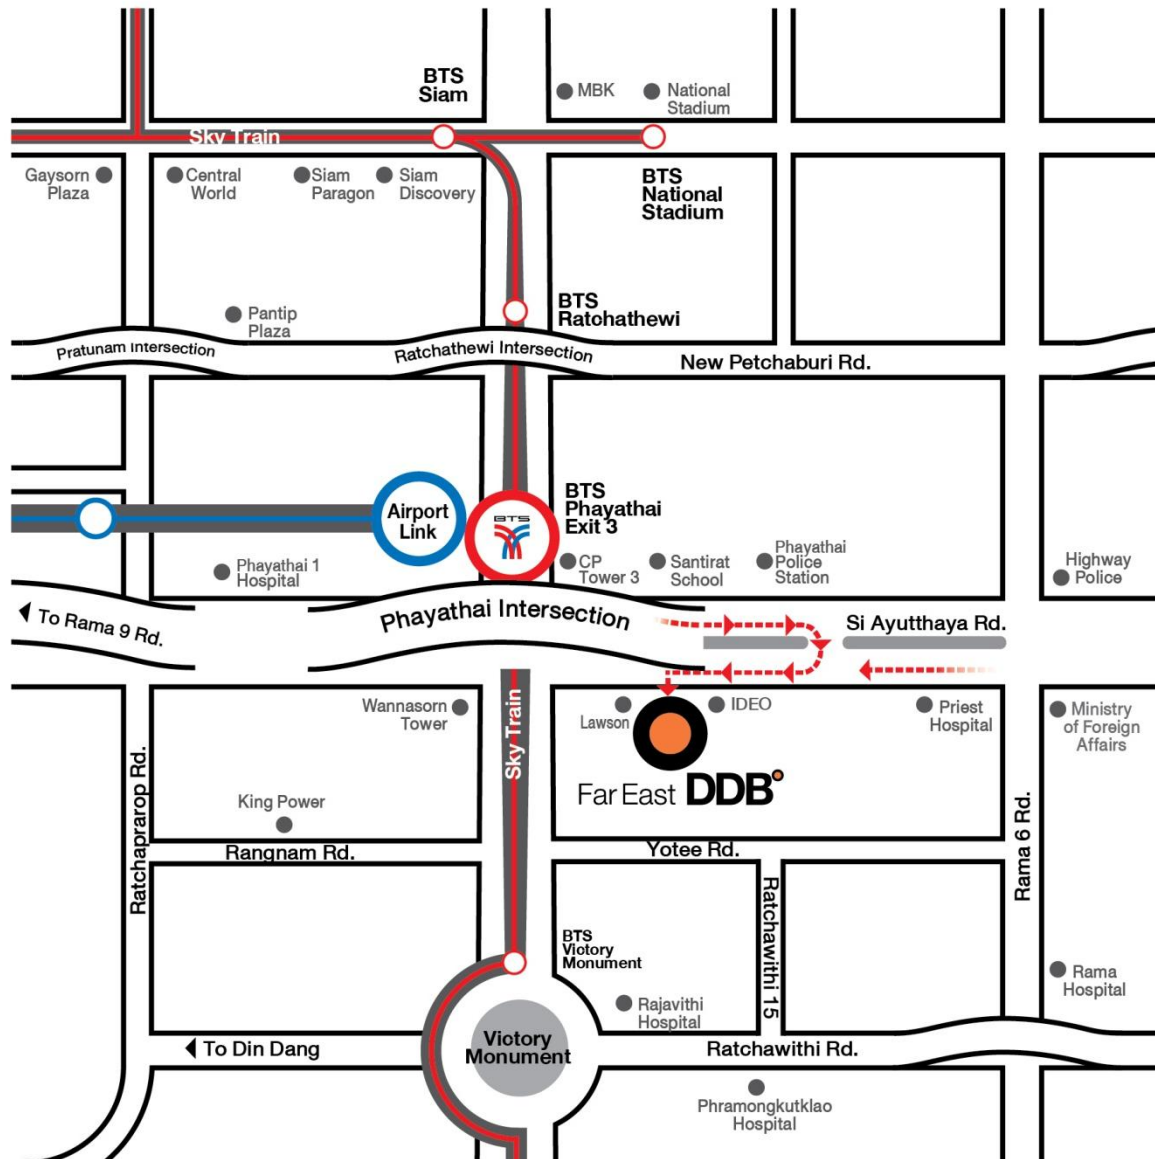 BTS
Siam
MBK
National
Stadium
Sky Train
Gaysorn
Plaza
Central
World
Siam
Paragon
Siam
Discovery
BTS
National
Stadium
Pantip
Plaza
BTS
Ratchathewi
Pratunam Intersection
Ratchathewi Intersection
New Petchaburi Rd.
Airport
Link
BTS
BTS
Phayathai
Exit 3
Phayathai 1
Hospital
CP
Tower 3
Santirat
School
Phayathai
Police
Station
Highway
Police
To Rama 9 Rd.
Phayathai Intersection
Si Ayutthaya Rd.
Wannasorn
Tower
Sky Train
Lawson
IDEO
Priest
Hospital
Ministry
of Foreign
Affairs
Far East DDB
Ratchaprarop Rd.
King Power
Rangnam Rd.
Yotee Rd.
Rama 6 Rd.
Ratchawithi 15
BTS
Victory
Monument
Rajavithi
Hospital
Rama
Hospital
To Din Dang
Victory
Monument
Ratchawithi Rd.
Phramongkutklao
Hospital